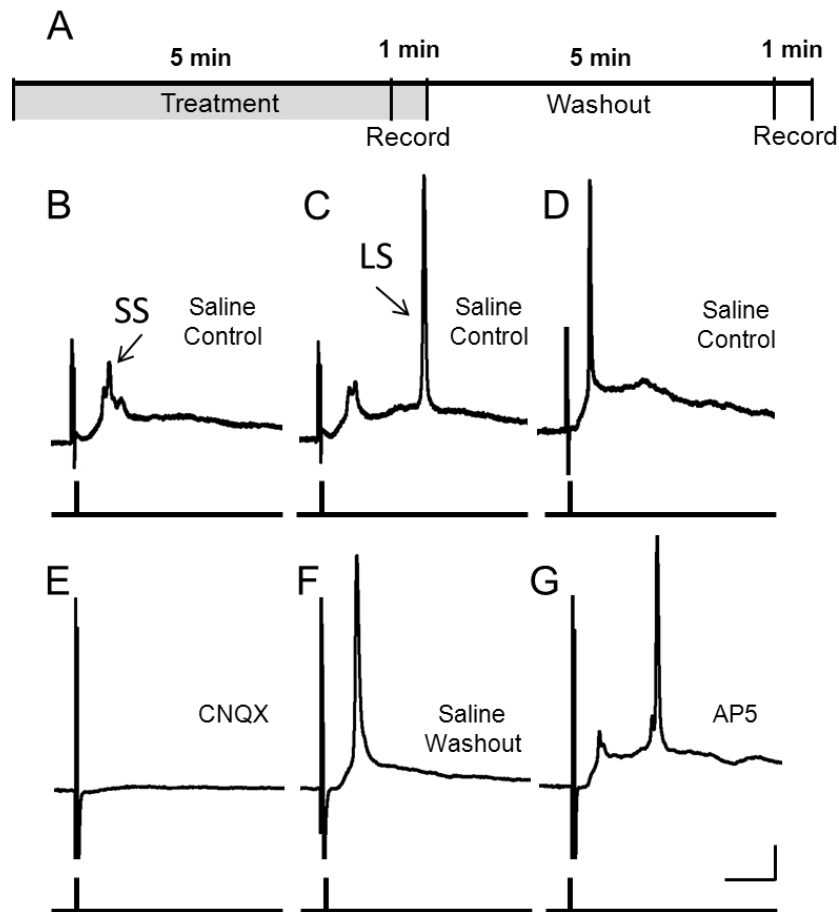 A
5 min 1 min 5 min 1 min
Treatment Washout
Record Record
B C D
SS
Saline
Control
LS
Saline
Control
Saline
Control
E F G
CNQX
Saline
Washout
AP5